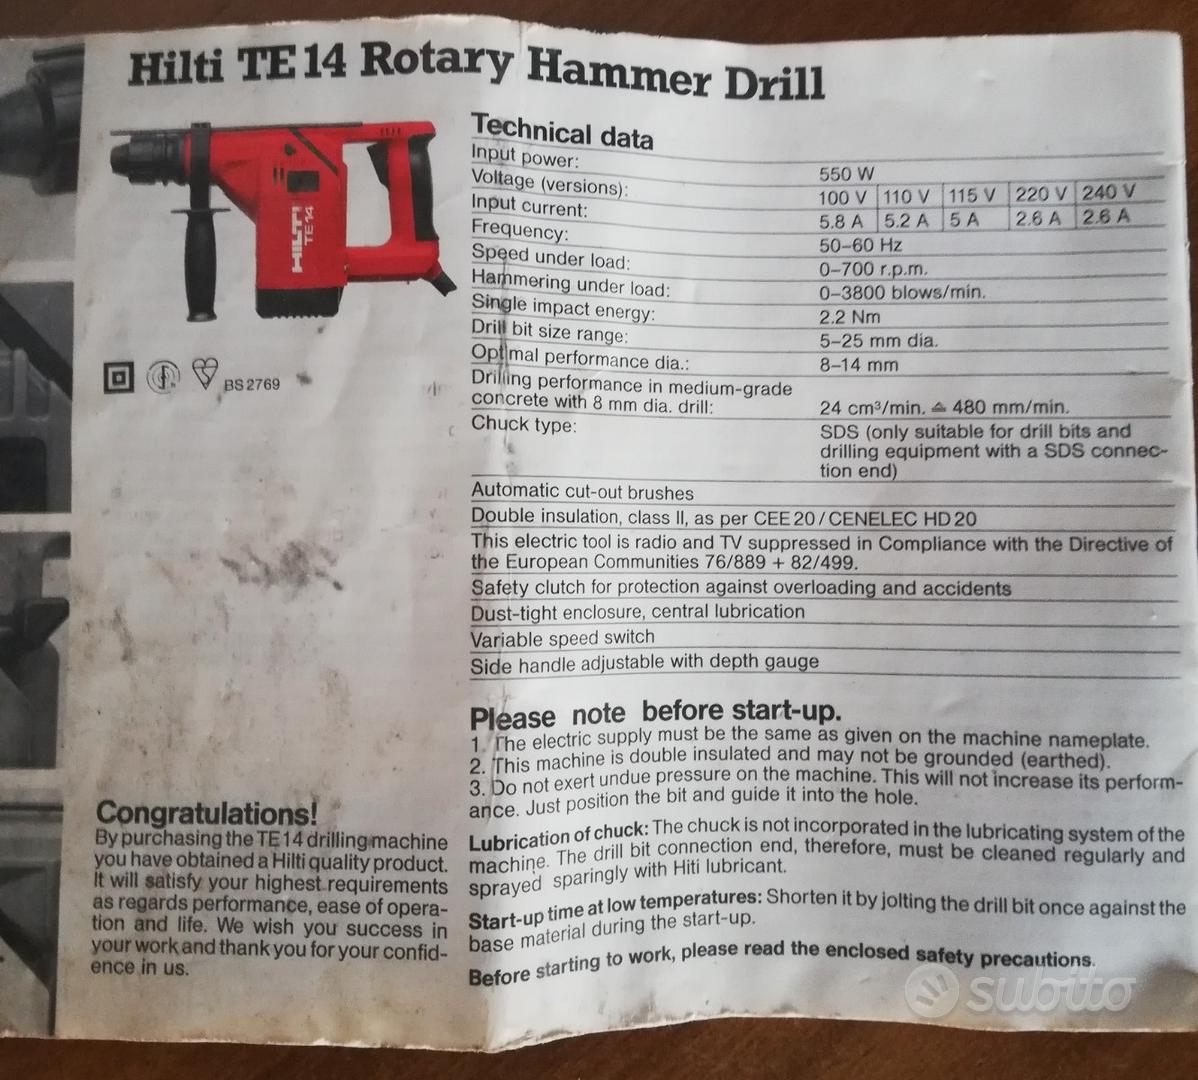 Hilti TE 14 Rotary Hammer Drill
HILTI
TE14
BS 2769
Technical data
Input power: 550 W
Voltage (versions): 100 V 110 V 115 V 220 V 240 V
Input current: 5.8 A 5.2 A 5 A 2.6 A 2.6 A
Frequency: 50–60 Hz
Speed under load: 0–700 r.p.m.
Hammering under load: 0–3800 blows/min.
Single impact energy: 2.2 Nm
Drill bit size range: 5–25 mm dia.
Optimal performance dia.: 8–14 mm
Drilling performance in medium-grade
concrete with 8 mm dia. drill: 24 cm³/min. ≙ 480 mm/min.
Chuck type: SDS (only suitable for drill bits and
drilling equipment with a SDS connec-
tion end)
Automatic cut-out brushes
Double insulation, class II, as per CEE 20 / CENELEC HD 20
This electric tool is radio and TV suppressed in Compliance with the Directive of
the European Communities 76/889 + 82/499.
Safety clutch for protection against overloading and accidents
Dust-tight enclosure, central lubrication
Variable speed switch
Side handle adjustable with depth gauge
Please note before start-up.
1. The electric supply must be the same as given on the machine nameplate.
2. This machine is double insulated and may not be grounded (earthed).
3. Do not exert undue pressure on the machine. This will not increase its perform-
ance. Just position the bit and guide it into the hole.
Lubrication of chuck: The chuck is not incorporated in the lubricating system of the
machine. The drill bit connection end, therefore, must be cleaned regularly and
sprayed sparingly with Hiti lubricant.
Start-up time at low temperatures: Shorten it by jolting the drill bit once against the
base material during the start-up.
Before starting to work, please read the enclosed safety precautions.
Congratulations!
By purchasing the TE 14 drilling machine
you have obtained a Hilti quality product.
It will satisfy your highest requirements
as regards performance, ease of opera-
tion and life. We wish you success in
your work and thank you for your confid-
ence in us.
subito